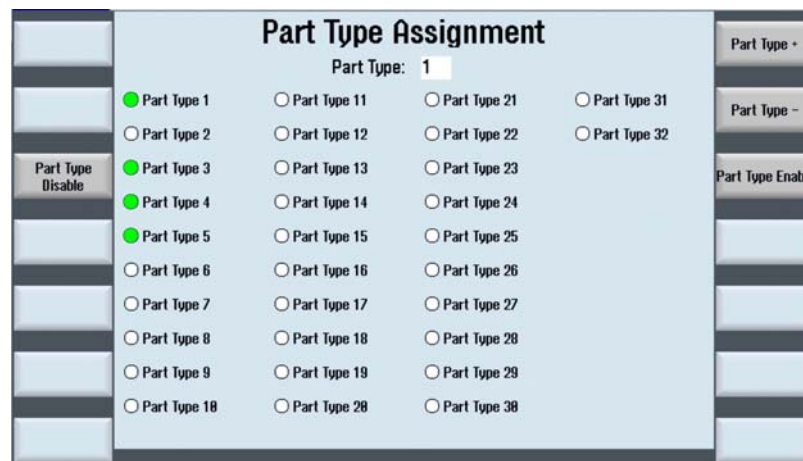 Part Type Assignment
Part Type: 1
Part Type 1
Part Type 2
Part Type 3
Part Type 4
Part Type 5
Part Type 6
Part Type 7
Part Type 8
Part Type 9
Part Type 10
Part Type 11
Part Type 12
Part Type 13
Part Type 14
Part Type 15
Part Type 16
Part Type 17
Part Type 18
Part Type 19
Part Type 20
Part Type 21
Part Type 22
Part Type 23
Part Type 24
Part Type 25
Part Type 26
Part Type 27
Part Type 28
Part Type 29
Part Type 30
Part Type 31
Part Type 32
Part Type
Disable
Part Type +
Part Type -
Part Type Enab